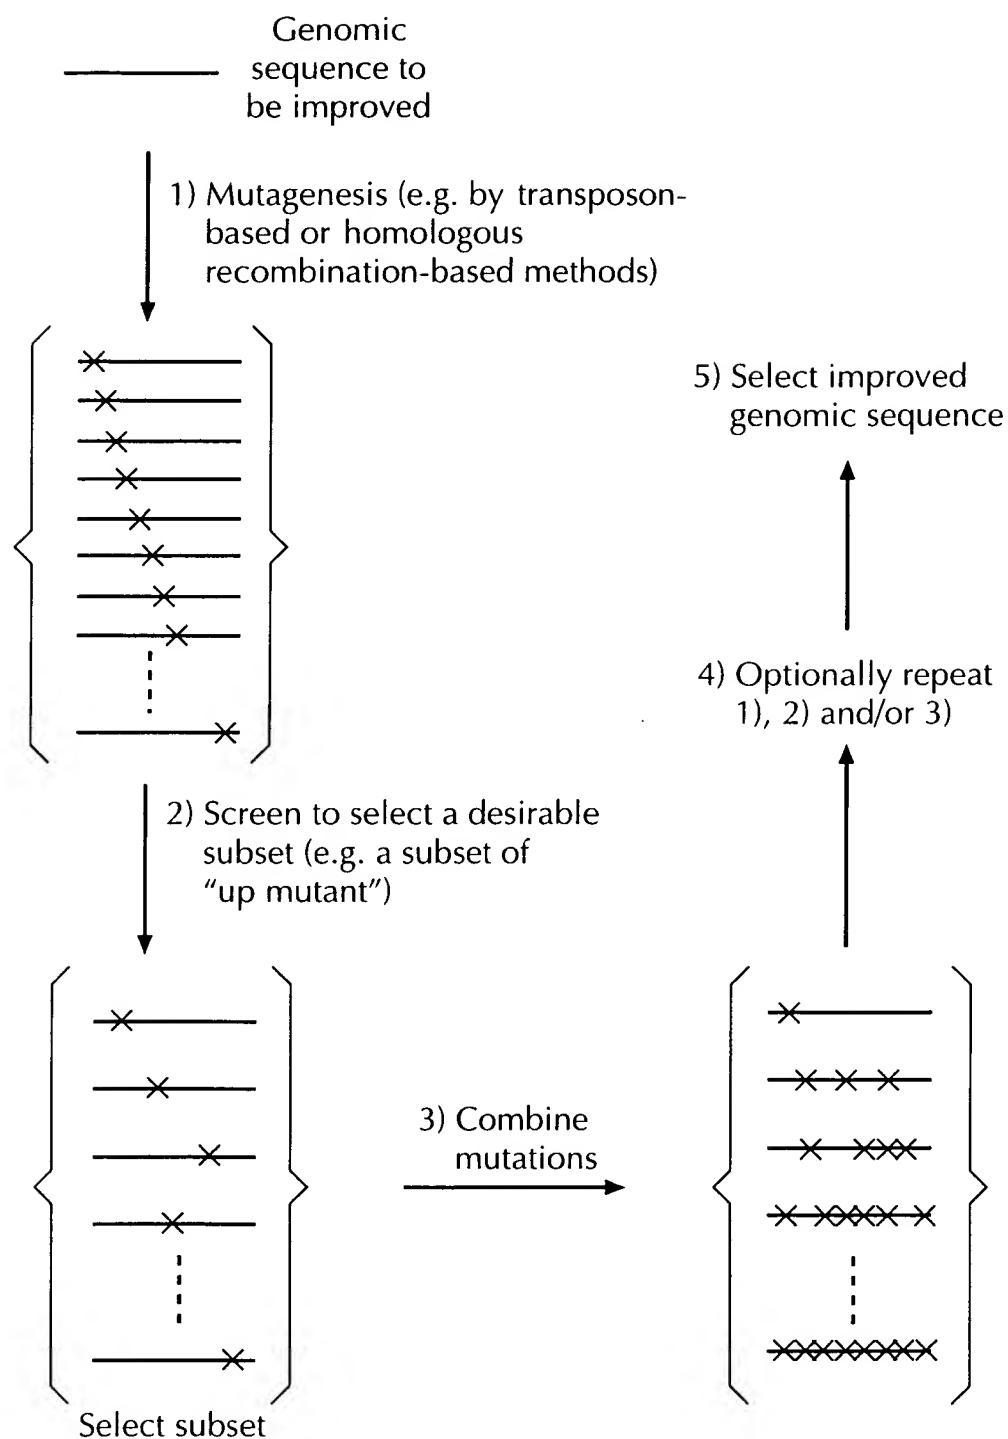 Genomic
sequence to
be improved
1) Mutagenesis (e.g. by transposon-
based or homologous
recombination-based methods)
2) Screen to select a desirable
subset (e.g. a subset of
“up mutant”)
Select subset
3) Combine
mutations
4) Optionally repeat
1), 2) and/or 3)
5) Select improved
genomic sequence